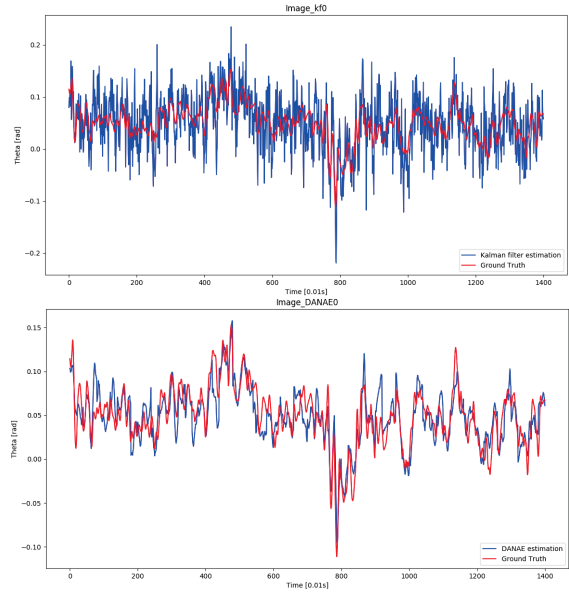 Image_kf0
0.2
0.1
0.0
−0.1
−0.2
Theta [rad]
0 200 400 600 800 1000 1200 1400
Time [0.01s]
Kalman filter estimation
Ground Truth
Image_DANAE0
0.15
0.10
0.05
0.00
−0.05
−0.10
Theta [rad]
0 200 400 600 800 1000 1200 1400
Time [0.01s]
DANAE estimation
Ground Truth